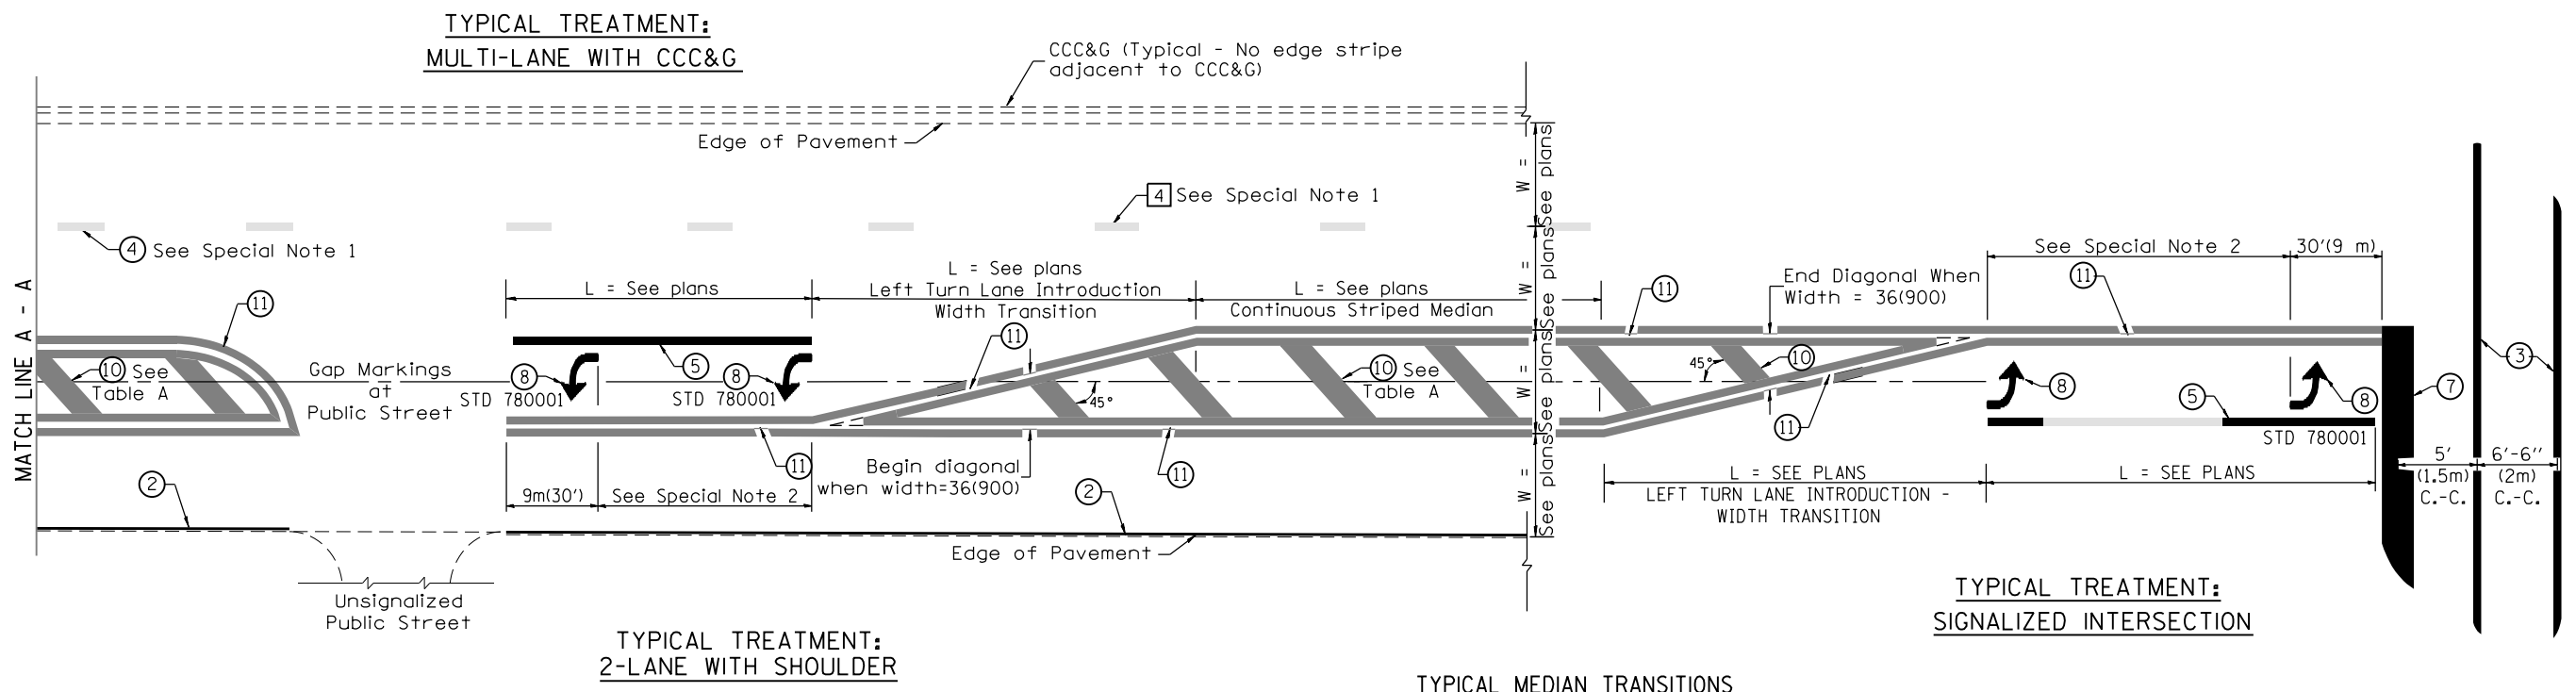 TYPICAL TREATMENT:
MULTI-LANE WITH CCC&G
CCC&G (Typical - No edge stripe
adjacent to CCC&G)
Edge of Pavement
4 See Special Note 1
4 See Special Note 1
MATCH LINE A - A
11
10 See
Table A
Gap Markings
at
Public Street
2
Unsignalized
Public Street
L = See plans
5
8
STD 780001
8
STD 780001
9m(30')
See Special Note 2
11
L = See plans
Left Turn Lane Introduction
Width Transition
11
45°
Begin diagonal
when width=36(900)
11
2
Edge of Pavement
L = See plans
Continuous Striped Median
10 See
Table A
W =
See plans
W =
See plans
W =
See plans
W =
See plans
11
End Diagonal When
Width = 36(900)
45°
10
11
L = SEE PLANS
LEFT TURN LANE INTRODUCTION -
WIDTH TRANSITION
See Special Note 2
30'(9 m)
11
8
8
5
STD 780001
L = SEE PLANS
7
3
5'
(1.5m)
C.-C.
6'-6''
(2m)
C.-C.
TYPICAL TREATMENT:
SIGNALIZED INTERSECTION
TYPICAL TREATMENT:
2-LANE WITH SHOULDER
TYPICAL MEDIAN TRANSITIONS